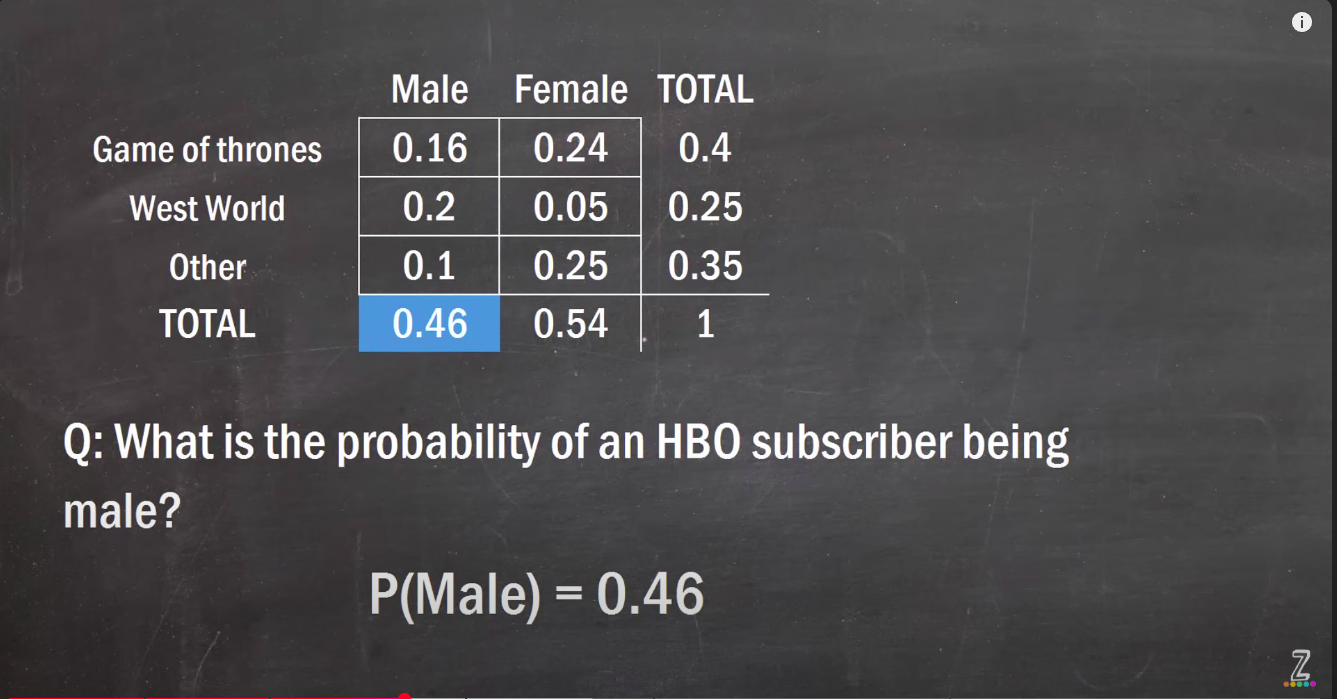 Male Female TOTAL
Game of thrones 0.16 0.24 0.4
West World 0.2 0.05 0.25
Other 0.1 0.25 0.35
TOTAL 0.46 0.54 1
Q: What is the probability of an HBO subscriber being
male?
P(Male) = 0.46
Z